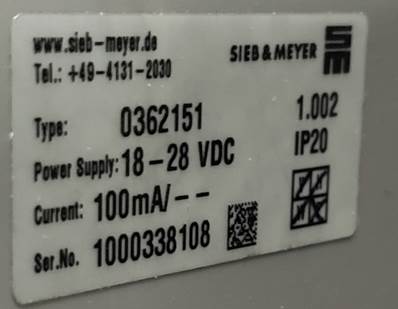 www.sieb-meyer.de
SIEB & MEYER
Tel.: +49-4131-2030
Type: 0362151 1.002
Power Supply: 18-28 VDC IP20
Current: 100mA/--
Ser.No. 1000338108